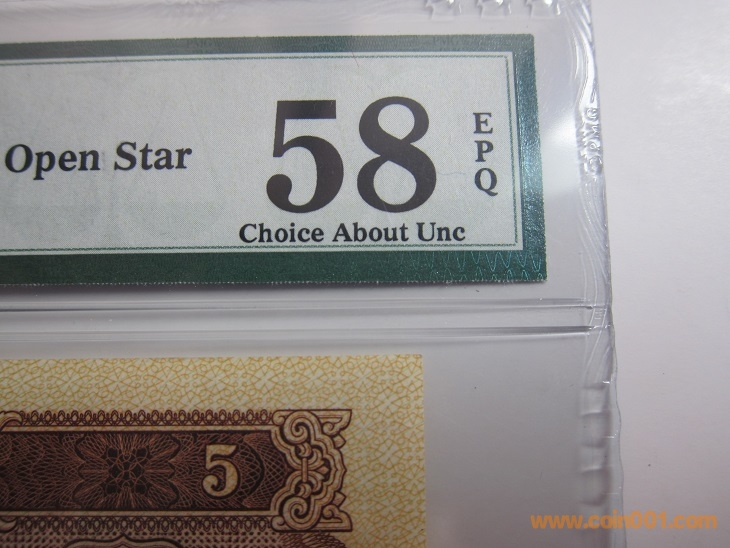 Open Star
58
EPQ
Choice About Unc
5
www.coin001.com